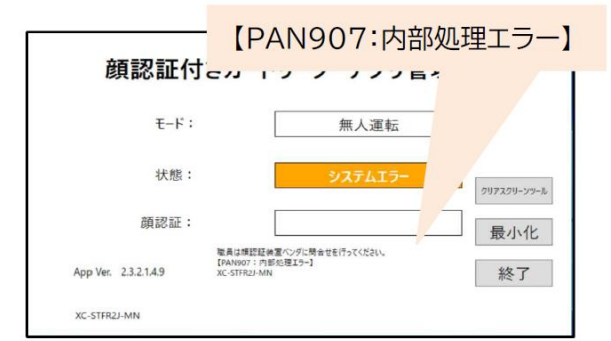 【PAN907：内部処理エラー】
顔認証付き
モード：
無人運転
状態：
システムエラー
クリアスクリーンツール
顔認証：
最小化
職員は顔認証装置ベンダに問合せを行ってください。
【PAN907：内部処理エラー】
XC-STFR2J-MN
App Ver. 2.3.2.1.4.9
終了
XC-STFR2J-MN